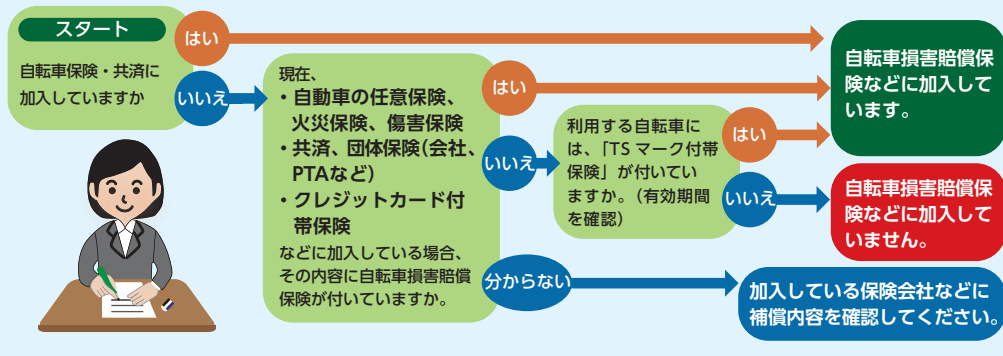 スタート
自転車保険・共済に
加入していますか
はい
いいえ
現在、
・自動車の任意保険、
火災保険、傷害保険
・共済、団体保険(会社、
PTAなど)
・クレジットカード付
帯保険
などに加入している場合、
その内容に自転車損害賠償
保険が付いていますか。
はい
いいえ
分からない
利用する自転車に
は、「TS マーク付帯
保険」が付いてい
ますか。(有効期間
を確認)
はい
いいえ
自転車損害賠償保
険などに加入して
います。
自転車損害賠償保
険などに加入して
いません。
加入している保険会社などに
補償内容を確認してください。